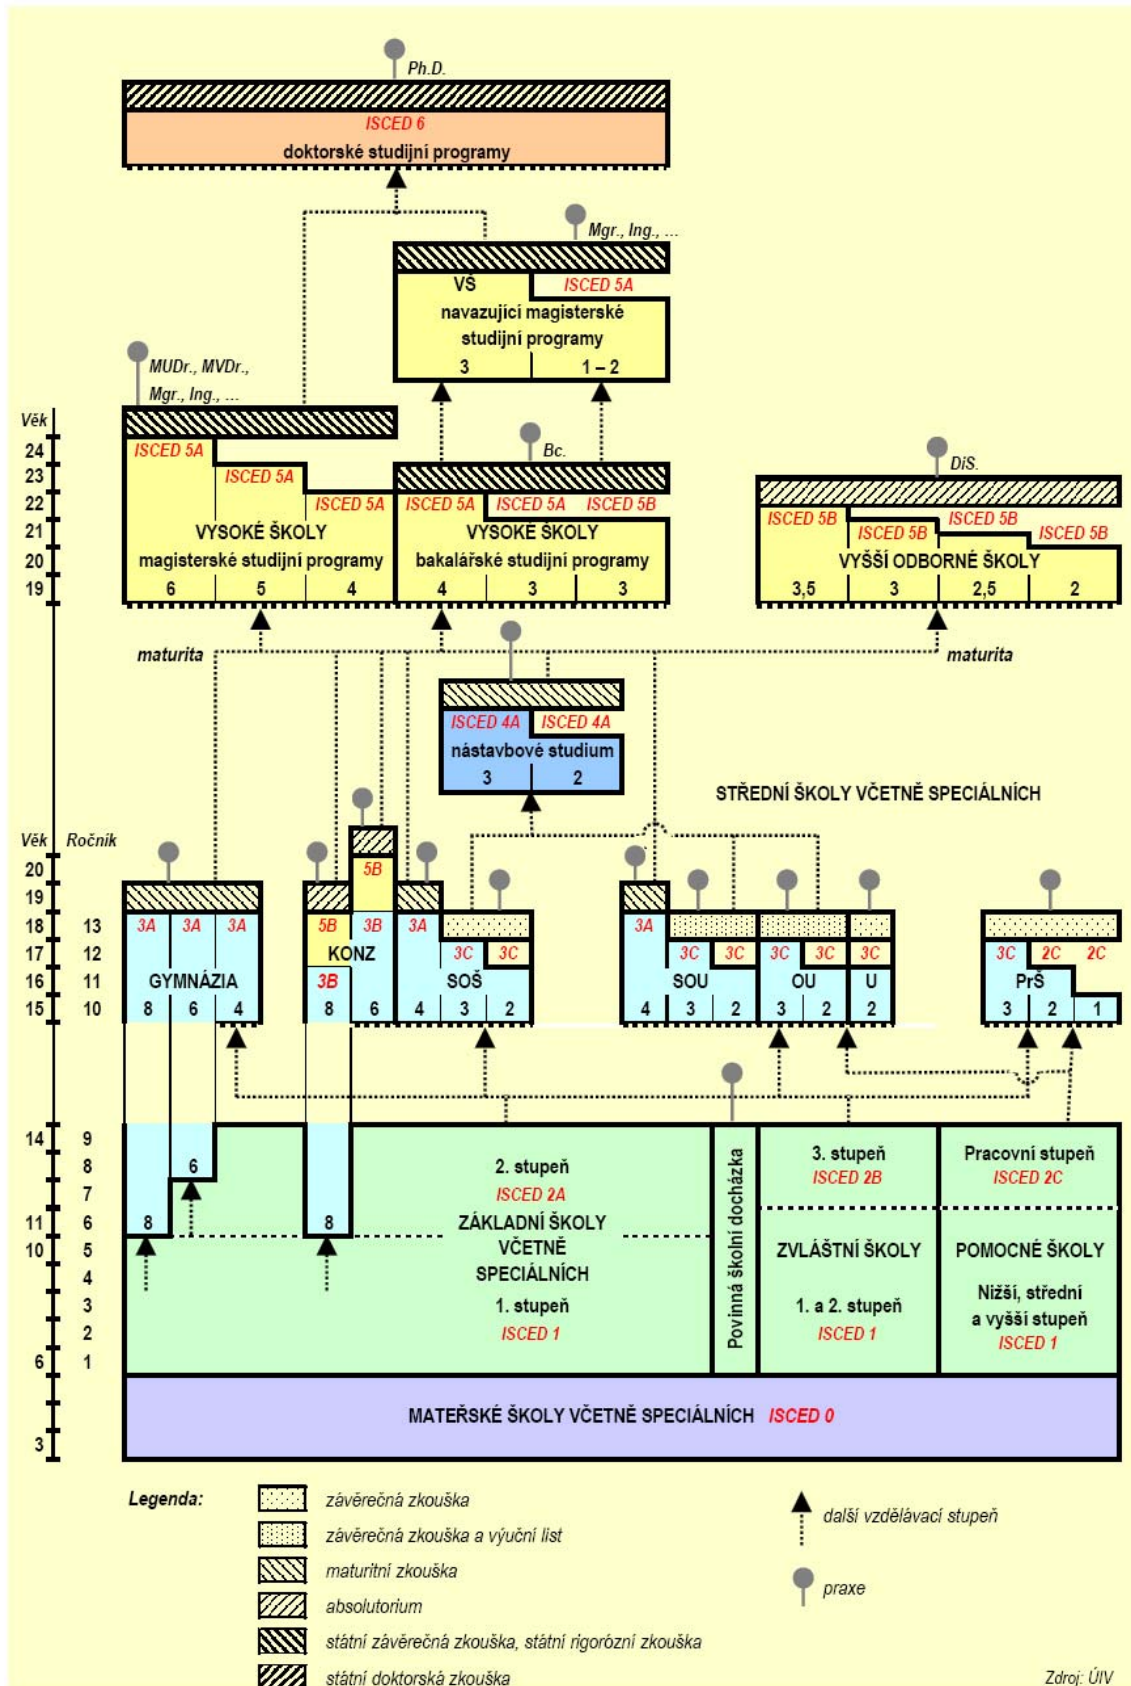 Ph.D.
ISCED 6
doktorské studijní programy
Mgr., Ing., ...
VŠ
ISCED 5A
navazující magisterské
studijní programy
3
1 – 2
MUDr., MVDr.,
Mgr., Ing., ...
Věk
24
23
22
21
20
19
ISCED 5A
ISCED 5A
ISCED 5A
VYSOKÉ ŠKOLY
magisterské studijní programy
6 5 4
Bc.
ISCED 5A ISCED 5A ISCED 5B
VYSOKÉ ŠKOLY
bakalářské studijní programy
4 3 3
DiS.
ISCED 5B
ISCED 5B
ISCED 5B
ISCED 5B
VYŠŠÍ ODBORNÉ ŠKOLY
3,5 3 2,5 2
maturita
maturita
ISCED 4A ISCED 4A
nástavbové studium
3 2
STŘEDNÍ ŠKOLY VČETNĚ SPECIÁLNÍCH
Věk Ročník
20
19
18 13
17 12
16 11
15 10
3A 3A 3A
GYMNÁZIA
8 6 4
5B
5B 3B
KONZ
3B
8 6
3A
3C 3C
SOŠ
4 3 2
3A
3C 3C
SOU
4 3 2
3C 3C
OU
3 2
3C
U
2
3C 2C 2C
PrŠ
3 2 1
14 9
8
7
11 6
10 5
4
3
2
6 1
3
6
8
8
2. stupeň
ISCED 2A
ZÁKLADNÍ ŠKOLY
VČETNĚ
SPECIÁLNÍCH
1. stupeň
ISCED 1
Povinná školní docházka
3. stupeň
ISCED 2B
ZVLÁŠTNÍ ŠKOLY
1. a 2. stupeň
ISCED 1
Pracovní stupeň
ISCED 2C
POMOCNÉ ŠKOLY
Nižší, střední
a vyšší stupeň
ISCED 1
MATEŘSKÉ ŠKOLY VČETNĚ SPECIÁLNÍCH ISCED 0
Legenda:
závěrečná zkouška
závěrečná zkouška a výuční list
maturitní zkouška
absolutorium
státní závěrečná zkouška, státní rigorózní zkouška
státní doktorská zkouška
další vzdělávací stupeň
praxe
Zdroj: ÚIV